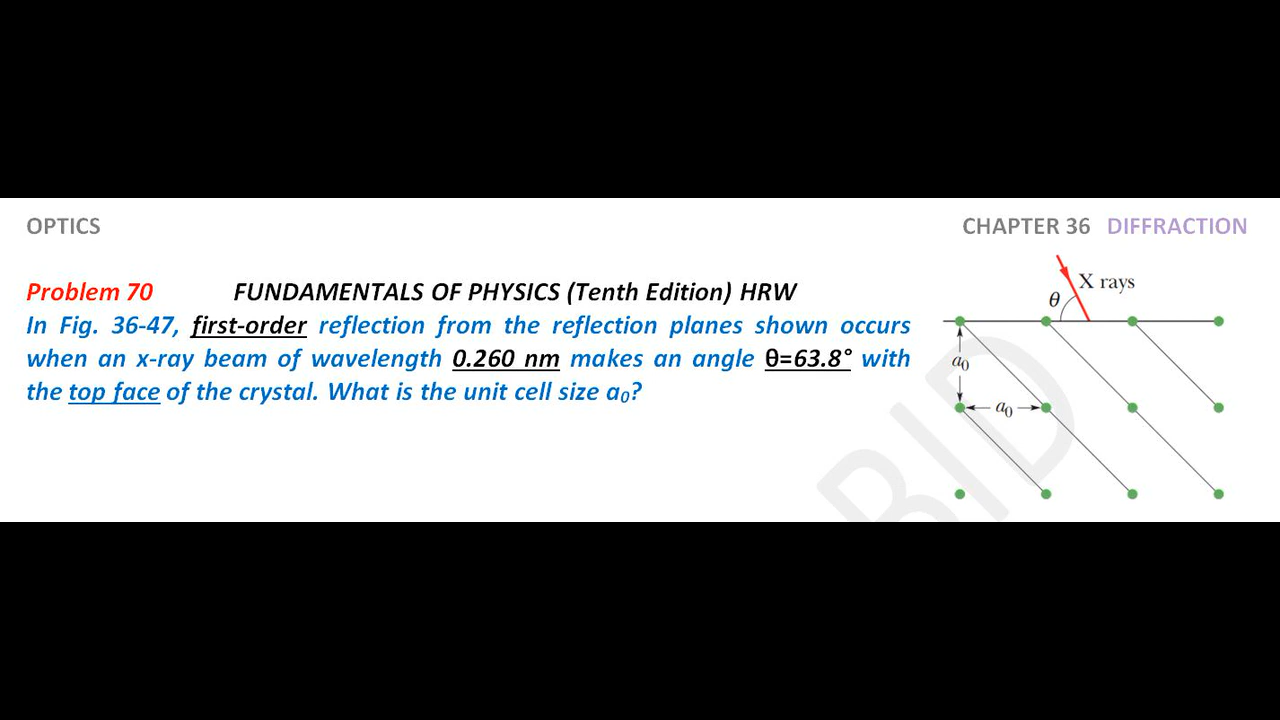 OPTICS
CHAPTER 36 DIFFRACTION
Problem 70 FUNDAMENTALS OF PHYSICS (Tenth Edition) HRW
In Fig. 36-47, first-order reflection from the reflection planes shown occurs
when an x-ray beam of wavelength 0.260 nm makes an angle θ=63.8° with
the top face of the crystal. What is the unit cell size a₀?
X rays
θ
a₀
a₀
BID